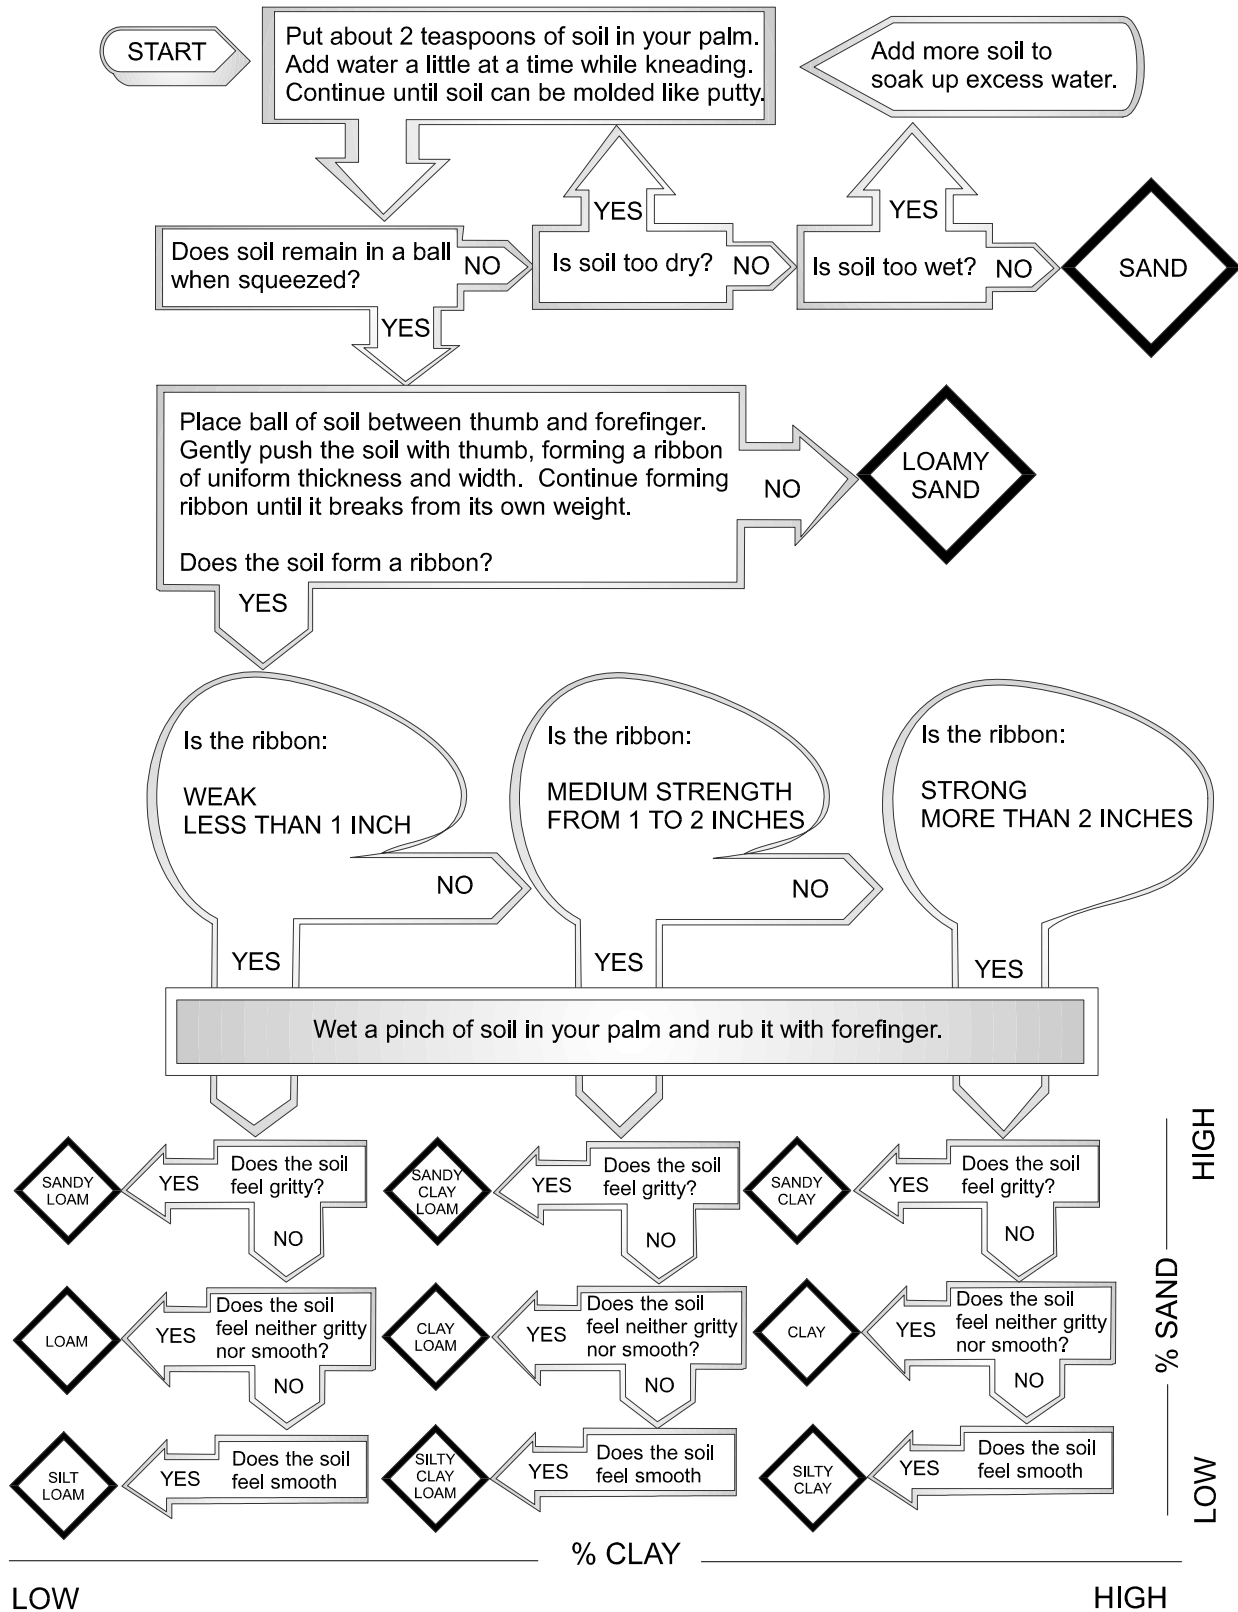 START
Put about 2 teaspoons of soil in your palm.
Add water a little at a time while kneading.
Continue until soil can be molded like putty.
Add more soil to
soak up excess water.
YES
YES
Does soil remain in a ball
when squeezed?
NO
Is soil too dry?
NO
Is soil too wet?
NO
SAND
YES
Place ball of soil between thumb and forefinger.
Gently push the soil with thumb, forming a ribbon
of uniform thickness and width.  Continue forming
ribbon until it breaks from its own weight.
Does the soil form a ribbon?
NO
LOAMY
SAND
YES
Is the ribbon:
WEAK
LESS THAN 1 INCH
NO
YES
Is the ribbon:
MEDIUM STRENGTH
FROM 1 TO 2 INCHES
NO
YES
Is the ribbon:
STRONG
MORE THAN 2 INCHES
YES
Wet a pinch of soil in your palm and rub it with forefinger.
SANDY
LOAM
YES
Does the soil
feel gritty?
NO
SANDY
CLAY
LOAM
YES
Does the soil
feel gritty?
NO
SANDY
CLAY
YES
Does the soil
feel gritty?
NO
LOAM
YES
Does the soil
feel neither gritty
nor smooth?
NO
CLAY
LOAM
YES
Does the soil
feel neither gritty
nor smooth?
NO
CLAY
YES
Does the soil
feel neither gritty
nor smooth?
NO
SILT
LOAM
YES
Does the soil
feel smooth
SILTY
CLAY
LOAM
YES
Does the soil
feel smooth
SILTY
CLAY
YES
Does the soil
feel smooth
HIGH
% SAND
LOW
% CLAY
LOW
HIGH